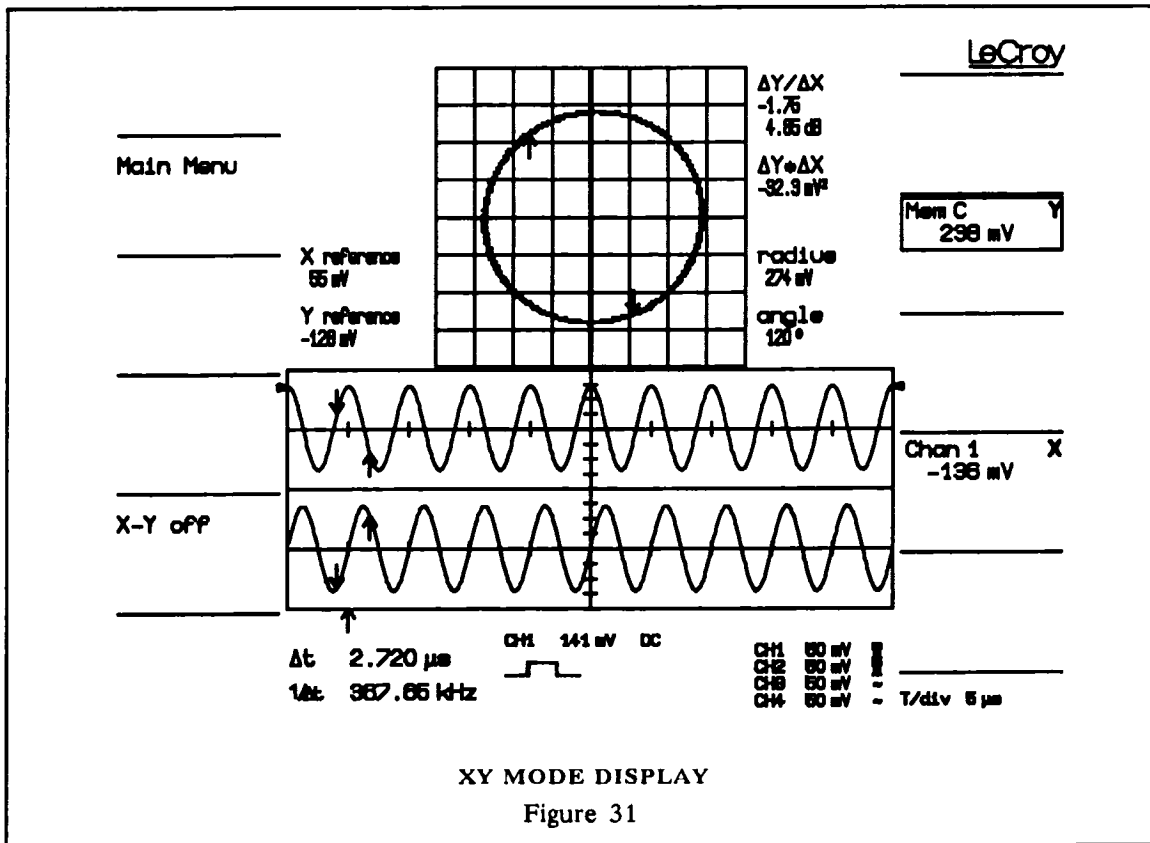 LeCroy
ΔY/ΔX
-1.75
4.85 dB
Main Menu
ΔY*ΔX
-32.3 mV²
Mem C Y
238 mV
X reference
55 mV
radius
274 mV
Y reference
-128 mV
angle
120°
Chan 1 X
-136 mV
X-Y off
CH1 141 mV DC
Δt 2.720 µs
1/Δt 367.65 kHz
CH1 50 mV
CH2 50 mV
CH3 50 mV ~
CH4 50 mV ~ T/div 5 µs
XY MODE DISPLAY
Figure 31